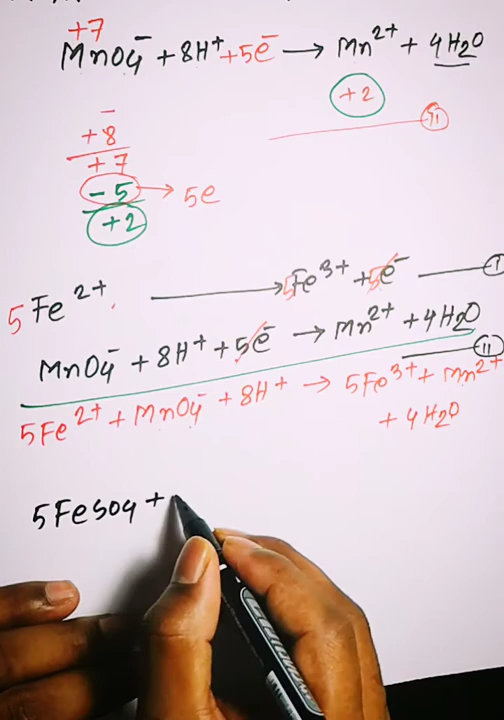 +7
MnO₄⁻ + 8H⁺ + 5e⁻ → Mn²⁺ + 4H₂O
+2
ii
−
+8
+7
− 5 → 5e
+2
5Fe²⁺ → 5Fe³⁺ + 5e⁻ — i
MnO₄⁻ + 8H⁺ + 5e⁻ → Mn²⁺ + 4H₂O
ii
5Fe²⁺ + MnO₄⁻ + 8H⁺ → 5Fe³⁺ + Mn²⁺
+ 4H₂O
5FeSO₄ +